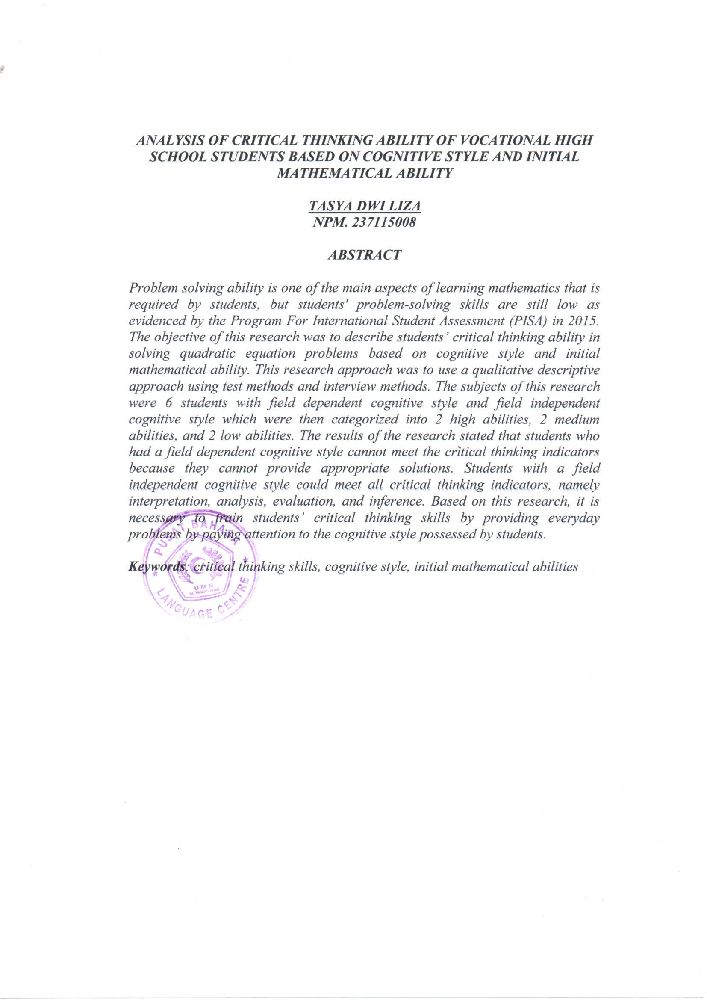 ANALYSIS OF CRITICAL THINKING ABILITY OF VOCATIONAL HIGH
SCHOOL STUDENTS BASED ON COGNITIVE STYLE AND INITIAL
MATHEMATICAL ABILITY
TASYA DWI LIZA
NPM. 237115008
ABSTRACT
Problem solving ability is one of the main aspects of learning mathematics that is
required by students, but students' problem-solving skills are still low as
evidenced by the Program For International Student Assessment (PISA) in 2015.
The objective of this research was to describe students’ critical thinking ability in
solving quadratic equation problems based on cognitive style and initial
mathematical ability. This research approach was to use a qualitative descriptive
approach using test methods and interview methods. The subjects of this research
were 6 students with field dependent cognitive style and field independent
cognitive style which were then categorized into 2 high abilities, 2 medium
abilities, and 2 low abilities. The results of the research stated that students who
had a field dependent cognitive style cannot meet the critical thinking indicators
because they cannot provide appropriate solutions. Students with a field
independent cognitive style could meet all critical thinking indicators, namely
interpretation, analysis, evaluation, and inference. Based on this research, it is
necessary to train students’ critical thinking skills by providing everyday
problems by paying attention to the cognitive style possessed by students.
Keywords: critical thinking skills, cognitive style, initial mathematical abilities
PUSAT BAHASA
UMN
AL WASHLIYAH
LANGUAGE CENTRE